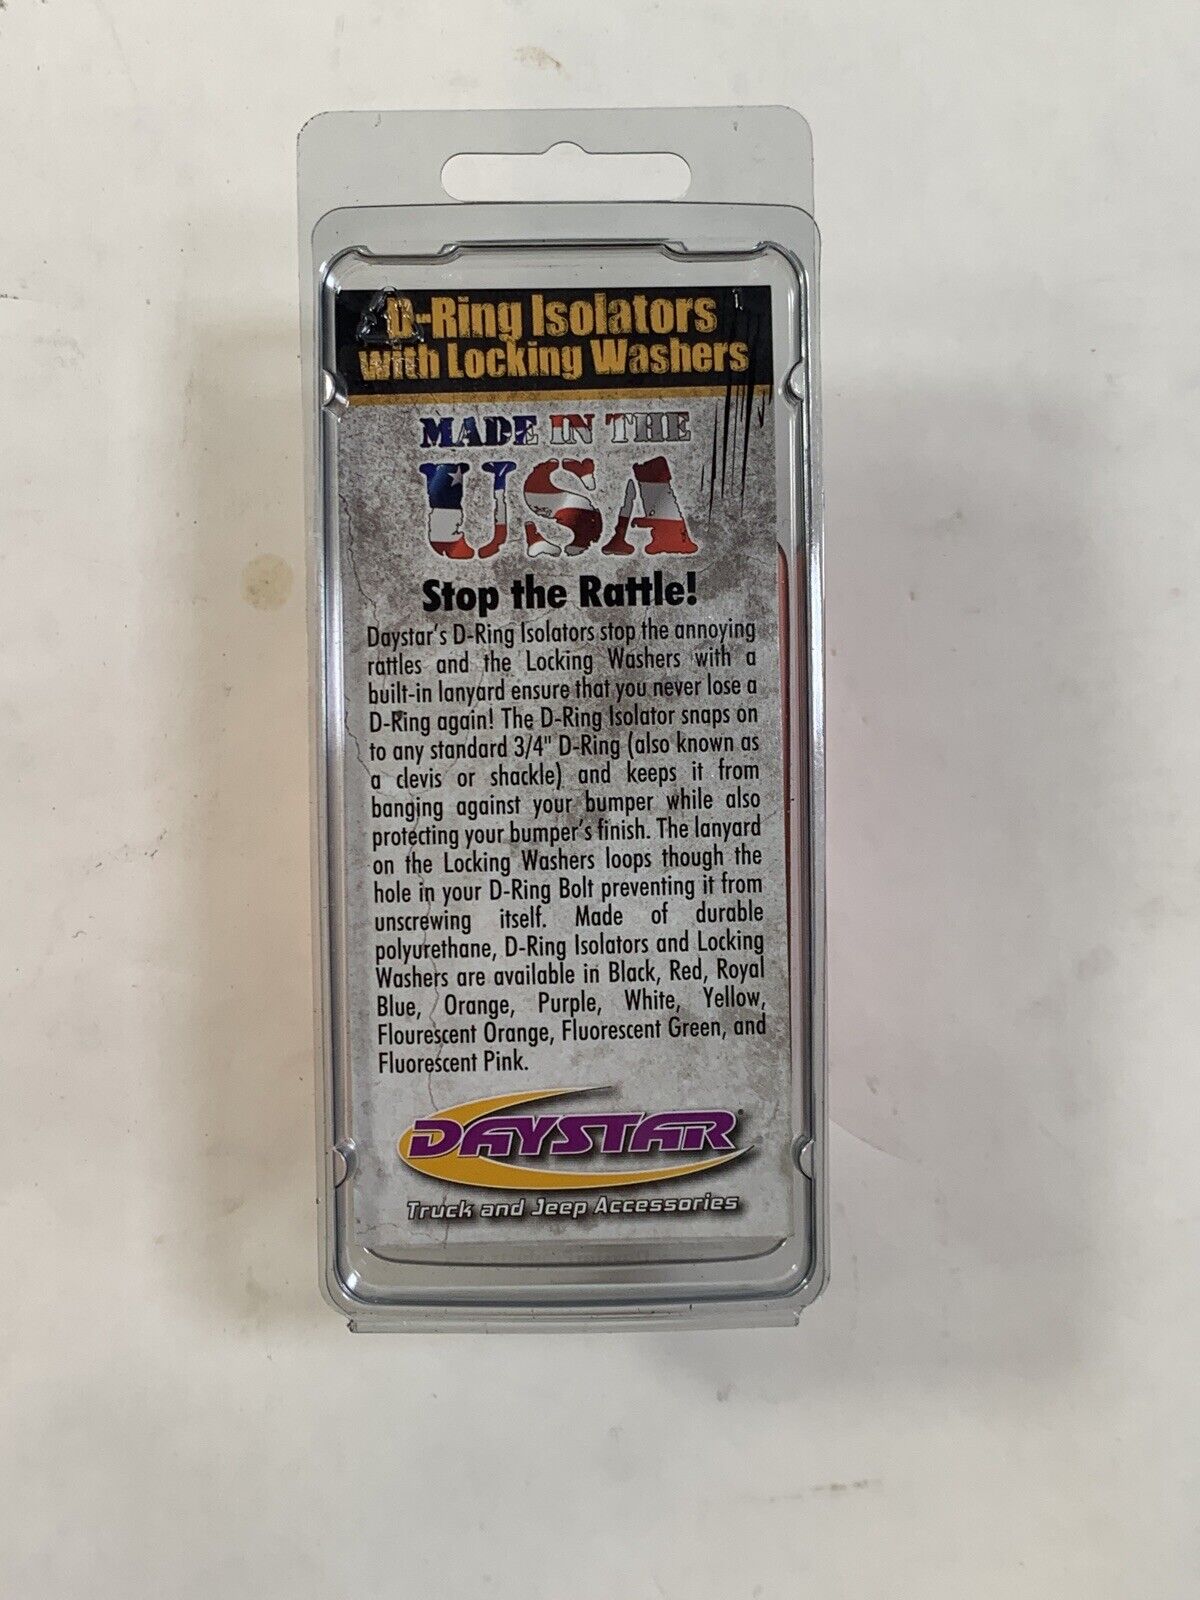 D-Ring Isolators
with Locking Washers
MADE IN THE
USA
Stop the Rattle!
Daystar's D-Ring Isolators stop the annoying
rattles and the Locking Washers with a
built-in lanyard ensure that you never lose a
D-Ring again! The D-Ring Isolator snaps on
to any standard 3/4" D-Ring (also known as
a clevis or shackle) and keeps it from
banging against your bumper while also
protecting your bumper's finish. The lanyard
on the Locking Washers loops though the
hole in your D-Ring Bolt preventing it from
unscrewing itself. Made of durable
polyurethane, D-Ring Isolators and Locking
Washers are available in Black, Red, Royal
Blue, Orange, Purple, White, Yellow,
Flourescent Orange, Fluorescent Green, and
Fluorescent Pink.
DAYSTAR®
Truck and Jeep Accessories